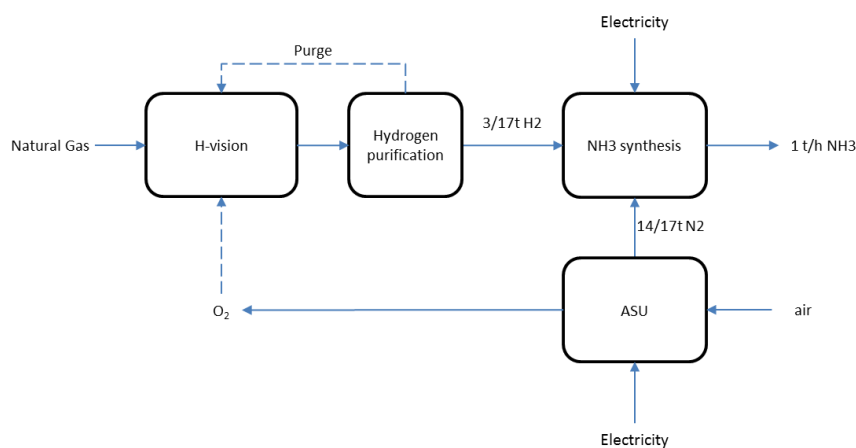 Electricity
Purge
Natural Gas
H-vision
Hydrogen
purification
3/17t H2
NH3 synthesis
1 t/h NH3
14/17t N2
O₂
ASU
air
Electricity